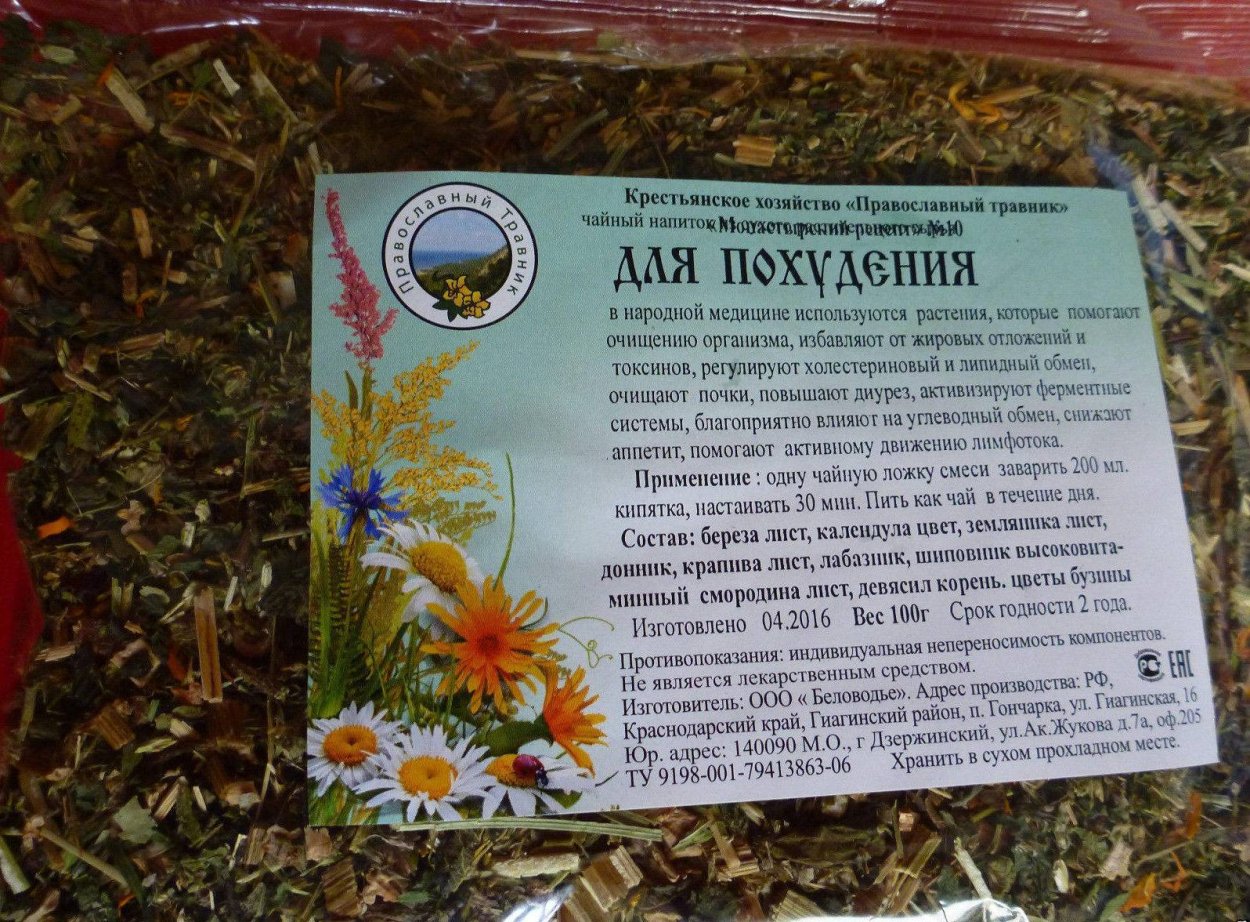 Православный Травник
Крестьянское хозяйство «Православный травник»
чайный напиток
«Монастырский рецепт» №10
ДЛЯ ПОХУДЕНИЯ
в народной медицине используются растения, которые помогают
очищению организма, избавляют от жировых отложений и
токсинов, регулируют холестериновый и липидный обмен,
очищают почки, повышают диурез, активизируют ферментные
системы, благоприятно влияют на углеводный обмен, снижают
аппетит, помогают активному движению лимфотока.
Применение : одну чайную ложку смеси заварить 200 мл.
кипятка, настаивать 30 мин. Пить как чай в течение дня.
Состав: береза лист, календула цвет, земляника лист,
донник, крапива лист, лабазник, шиповник высоковита-
минный смородина лист, девясил корень. цветы бузины
Изготовлено 04.2016 Вес 100г Срок годности 2 года.
Противопоказания: индивидуальная непереносимость компонентов.
Не является лекарственным средством.
РС ЕАС
Изготовитель: ООО « Беловодье». Адрес производства: РФ,
Краснодарский край, Гиагинский район, п. Гончарка, ул. Гиагинская, 16
Юр. адрес: 140090 М.О., г Дзержинский, ул.Ак.Жукова д.7а, оф.205
ТУ 9198-001-79413863-06 Хранить в сухом прохладном месте.